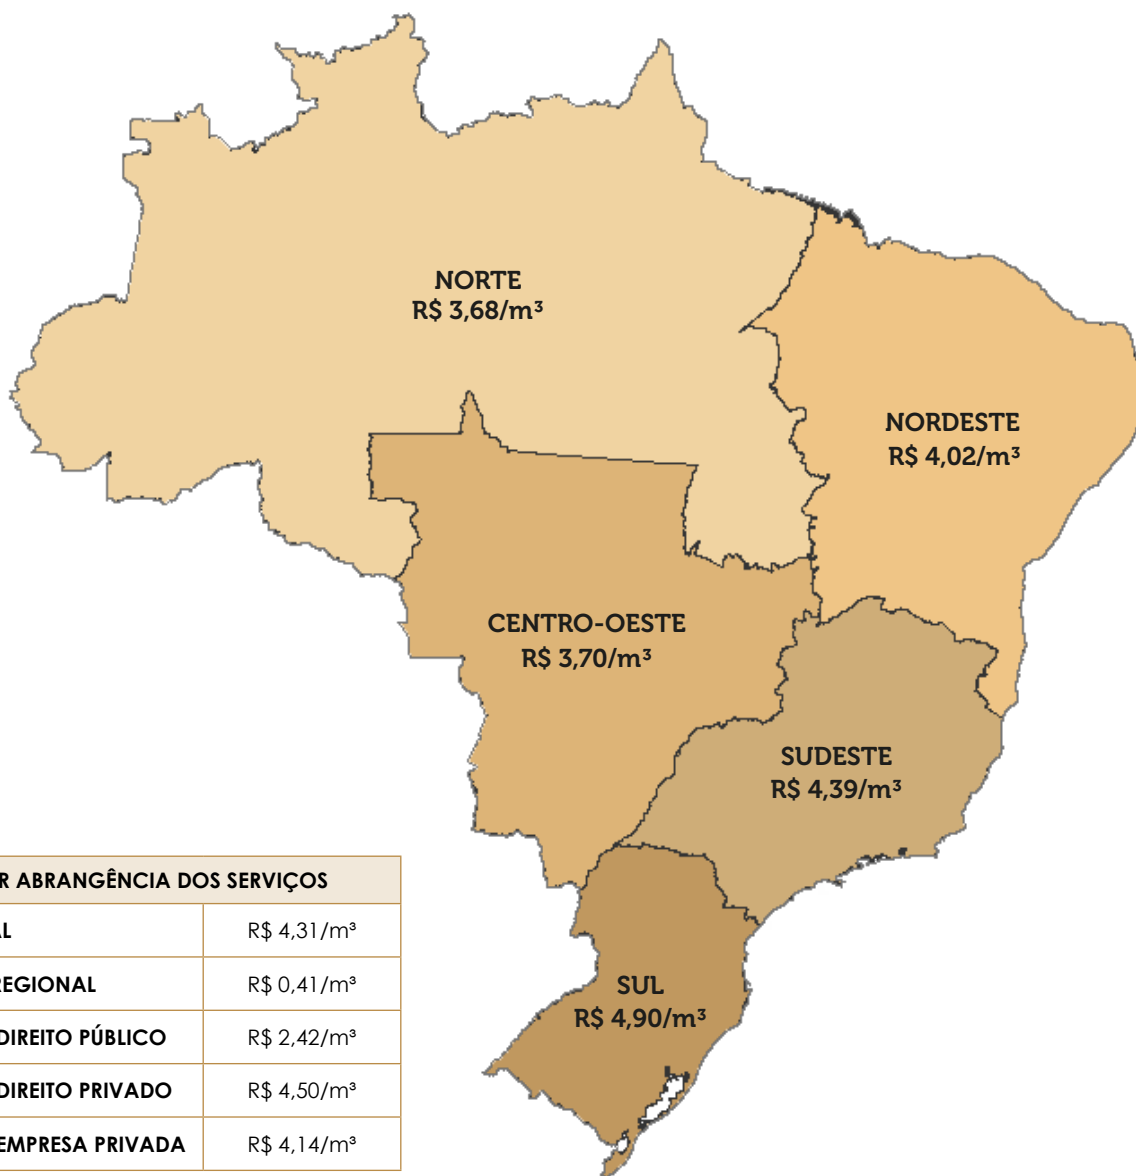 NORTE
R$ 3,68/m³
NORDESTE
R$ 4,02/m³
CENTRO-OESTE
R$ 3,70/m³
SUDESTE
R$ 4,39/m³
SUL
R$ 4,90/m³
R ABRANGÊNCIA DOS SERVIÇOS
AL R$ 4,31/m³
REGIONAL R$ 0,41/m³
DIREITO PÚBLICO R$ 2,42/m³
DIREITO PRIVADO R$ 4,50/m³
EMPRESA PRIVADA R$ 4,14/m³